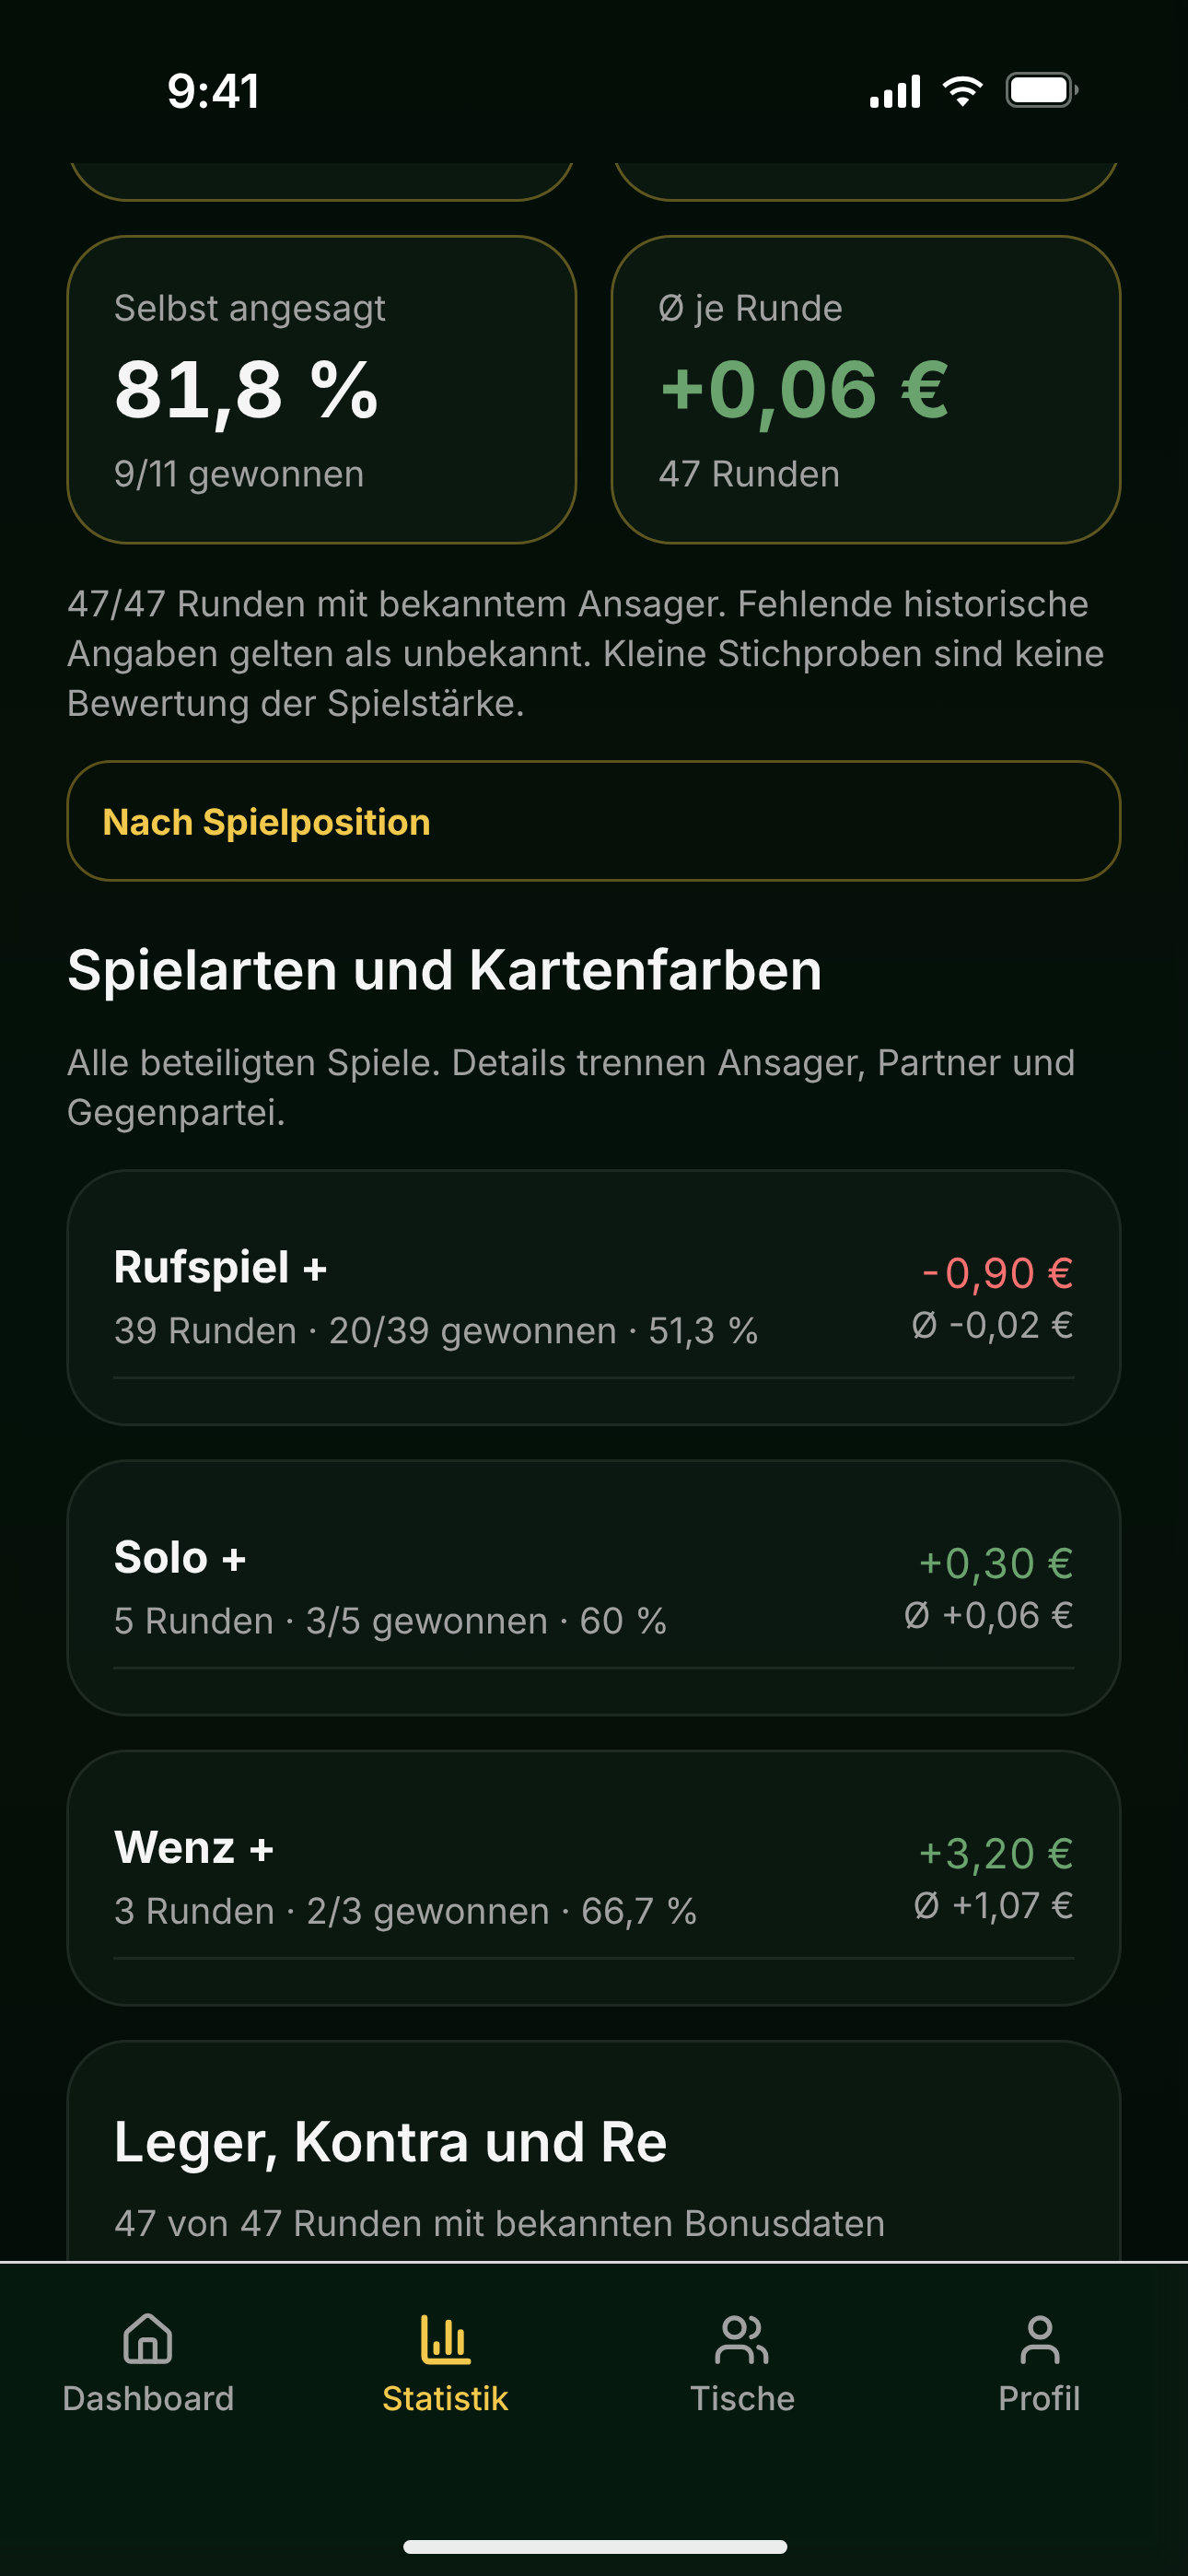 9:41
Selbst angesagt
81,8 %
9/11 gewonnen
Ø je Runde
+0,06 €
47 Runden
47/47 Runden mit bekanntem Ansager. Fehlende historische
Angaben gelten als unbekannt. Kleine Stichproben sind keine
Bewertung der Spielstärke.
Nach Spielposition
Spielarten und Kartenfarben
Alle beteiligten Spiele. Details trennen Ansager, Partner und
Gegenpartei.
Rufspiel +
-0,90 €
39 Runden · 20/39 gewonnen · 51,3 %
Ø -0,02 €
Solo +
+0,30 €
5 Runden · 3/5 gewonnen · 60 %
Ø +0,06 €
Wenz +
+3,20 €
3 Runden · 2/3 gewonnen · 66,7 %
Ø +1,07 €
Leger, Kontra und Re
47 von 47 Runden mit bekannten Bonusdaten
Dashboard
Statistik
Tische
Profil